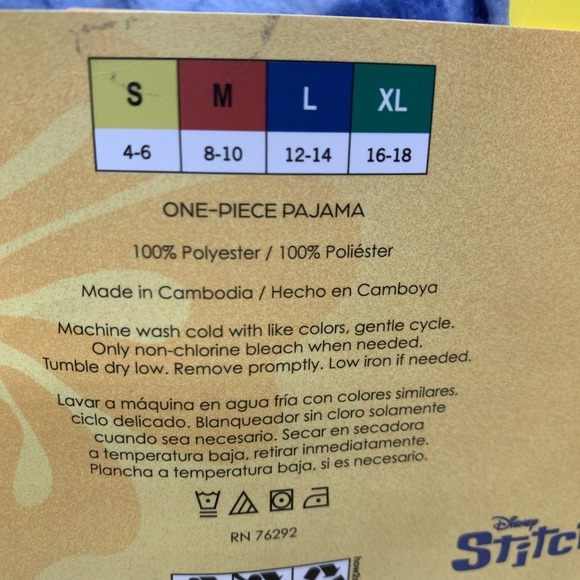 S M L XL
4-6 8-10 12-14 16-18
ONE-PIECE PAJAMA
100% Polyester / 100% Poliéster
Made in Cambodia / Hecho en Camboya
Machine wash cold with like colors, gentle cycle.
Only non-chlorine bleach when needed.
Tumble dry low. Remove promptly. Low iron if needed.
Lavar a máquina en agua fría con colores similares,
ciclo delicado. Blanqueador sin cloro solamente
cuando sea necesario. Secar en secadora
a temperatura baja, retirar inmediatamente.
Plancha a temperatura baja, si es necesario.
RN 76292
Disney